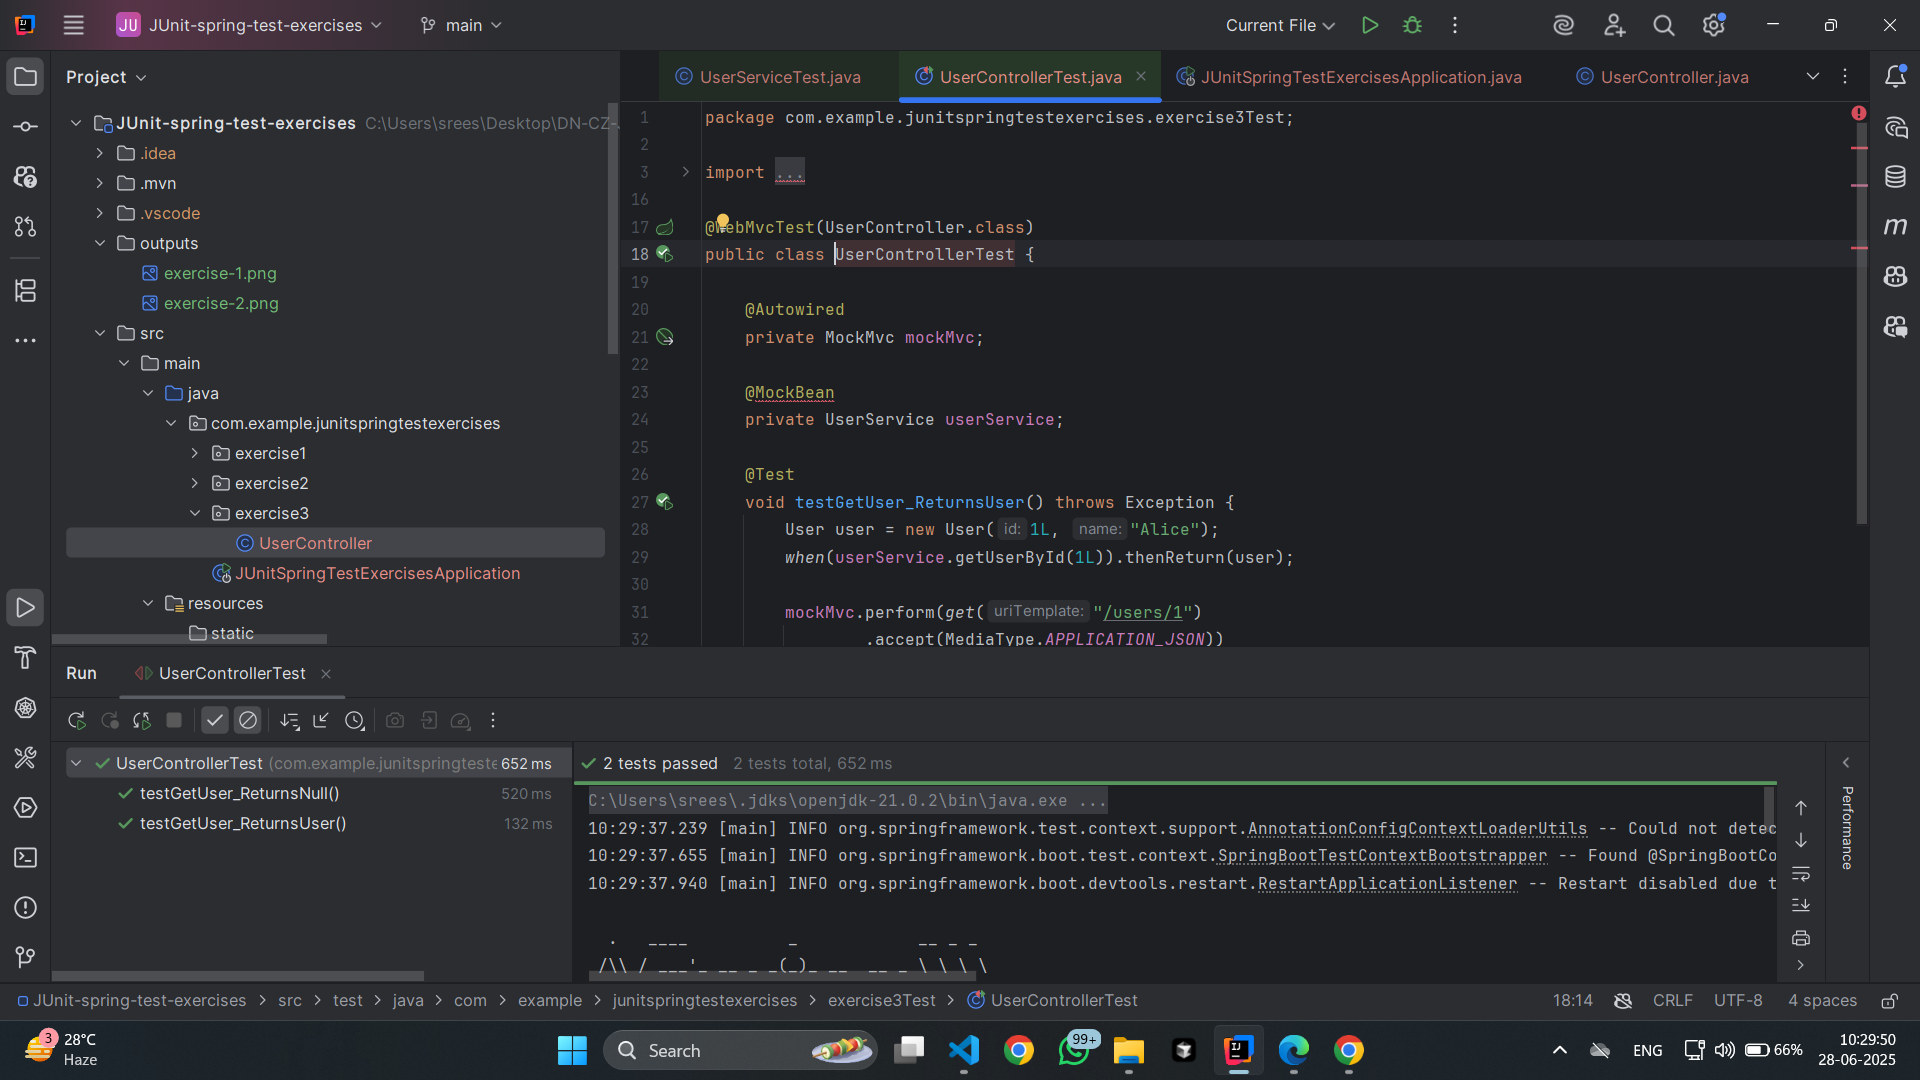 JU JUnit-spring-test-exercises main Current File
Project
JUnit-spring-test-exercises C:\Users\srees\Desktop\DN-CZ-
.idea
.mvn
.vscode
outputs
exercise-1.png
exercise-2.png
src
main
java
com.example.junitspringtestexercises
exercise1
exercise2
exercise3
UserController
JUnitSpringTestExercisesApplication
resources
static
UserServiceTest.java UserControllerTest.java JUnitSpringTestExercisesApplication.java UserController.java
1 package com.example.junitspringtestexercises.exercise3Test;
2
3 import ...
16
17 @WebMvcTest(UserController.class)
18 public class UserControllerTest {
19
20 @Autowired
21 private MockMvc mockMvc;
22
23 @MockBean
24 private UserService userService;
25
26 @Test
27 void testGetUser_ReturnsUser() throws Exception {
28 User user = new User( id: 1L, name: "Alice");
29 when(userService.getUserById(1L)).thenReturn(user);
30
31 mockMvc.perform(get( uriTemplate: "/users/1")
32 .accept(MediaType.APPLICATION_JSON))
Run UserControllerTest
UserControllerTest (com.example.junitspringteste 652 ms
testGetUser_ReturnsNull() 520 ms
testGetUser_ReturnsUser() 132 ms
2 tests passed 2 tests total, 652 ms
C:\Users\srees\.jdks\openjdk-21.0.2\bin\java.exe ...
10:29:37.239 [main] INFO org.springframework.test.context.support.AnnotationConfigContextLoaderUtils -- Could not detec
10:29:37.655 [main] INFO org.springframework.boot.test.context.SpringBootTestContextBootstrapper -- Found @SpringBootCo
10:29:37.940 [main] INFO org.springframework.boot.devtools.restart.RestartApplicationListener -- Restart disabled due t
.   ____          _            __ _ _
/\\ / ___'_ __ _ _(_)_ __  __ _ \ \ \ \
Performance
JUnit-spring-test-exercises > src > test > java > com > example > junitspringtestexercises > exercise3Test > UserControllerTest 18:14 CRLF UTF-8 4 spaces
3 28°C
Haze
Search
99+
ENG
66%
10:29:50
28-06-2025